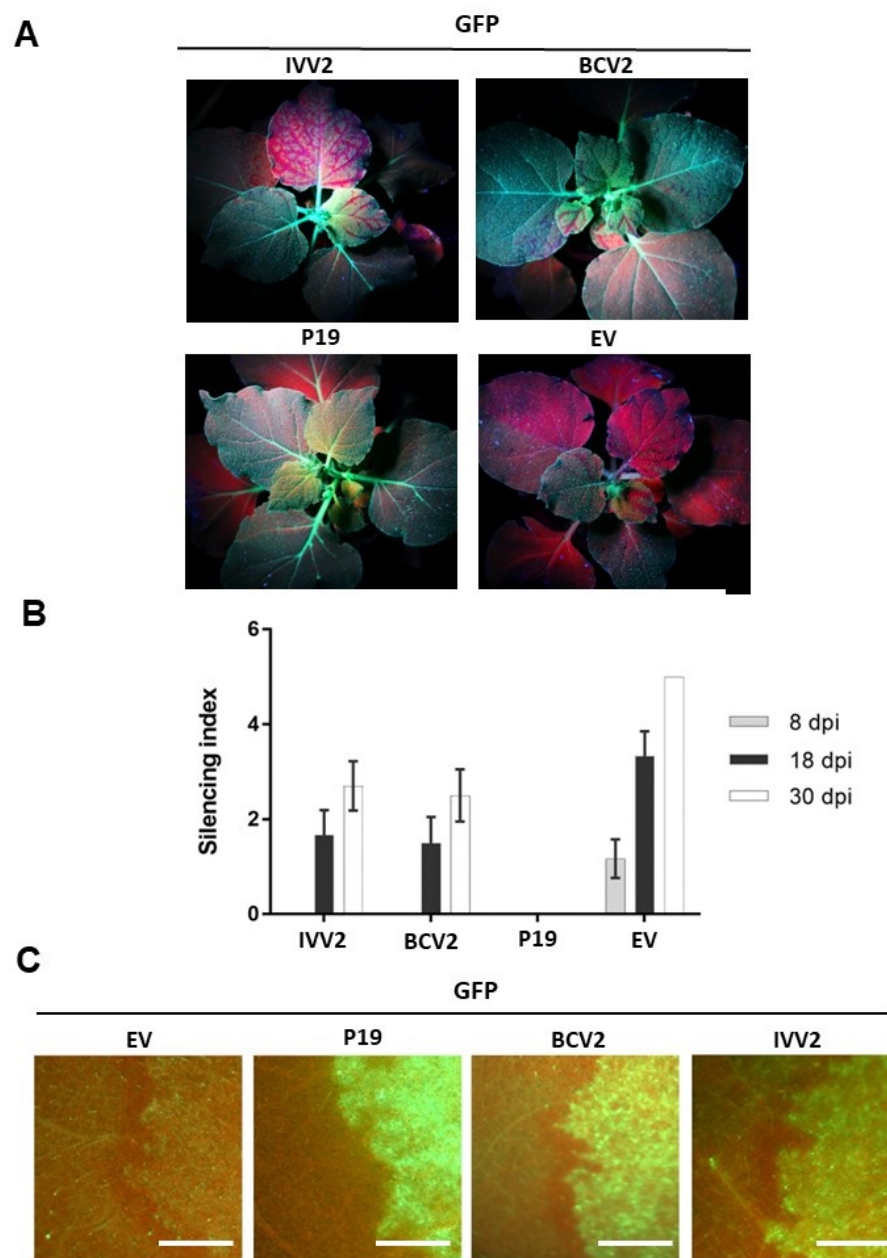 A
GFP
IVV2 BCV2
P19 EV
B
6
4
2
0
Silencing index
8 dpi
18 dpi
30 dpi
IVV2 BCV2 P19 EV
C
GFP
EV P19 BCV2 IVV2